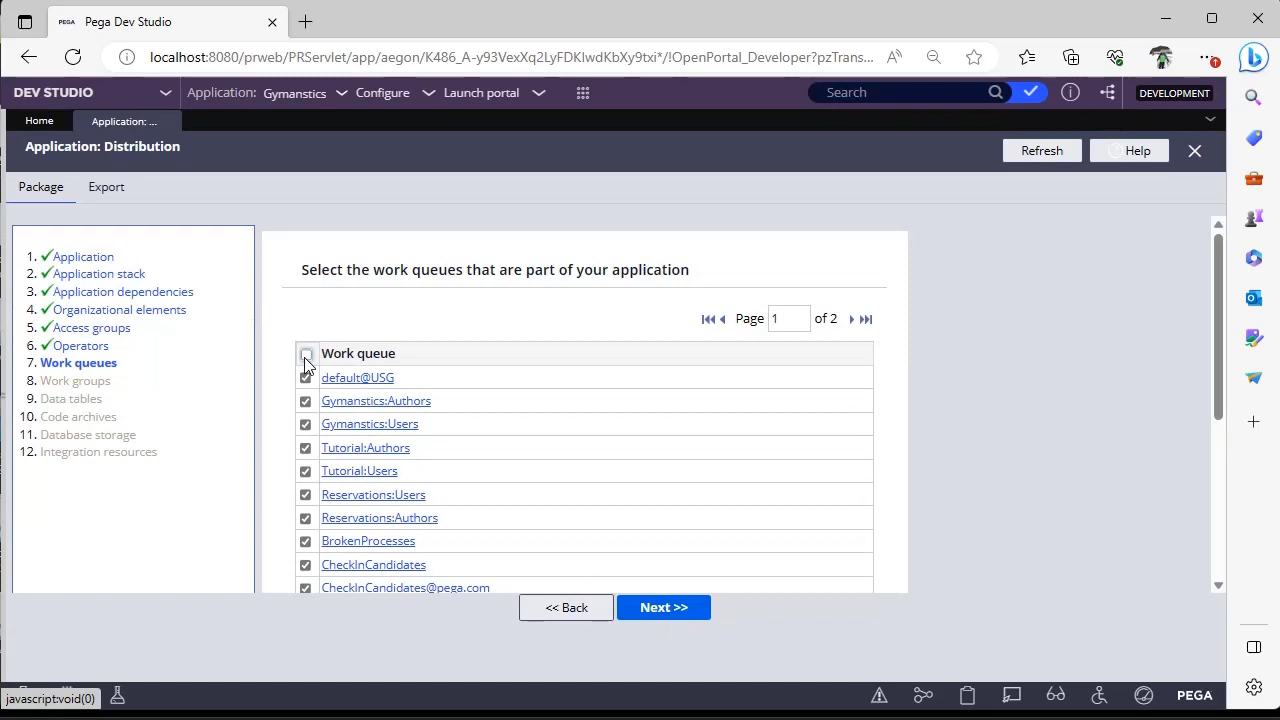 PEGA Pega Dev Studio
localhost:8080/prweb/PRServlet/app/aegon/K486_A-y93VoxXq2LyFDKIwdKbXy9txi*/!OpenPortal_Developer?pzTrans...
DEV STUDIO Application: Gymanstics Configure Launch portal Search DEVELOPMENT
Home Application: ...
Application: Distribution Refresh Help
Package Export
1. Application
2. Application stack
3. Application dependencies
4. Organizational elements
5. Access groups
6. Operators
7. Work queues
8. Work groups
9. Data tables
10. Code archives
11. Database storage
12. Integration resources
Select the work queues that are part of your application
Page 1 of 2
Work queue
default@USG
Gymanstics:Authors
Gymanstics:Users
Tutorial:Authors
Tutorial:Users
Reservations:Users
Reservations:Authors
BrokenProcesses
CheckInCandidates
CheckInCandidates@pega.com
<< Back Next >>
javascript:void(0) PEGA